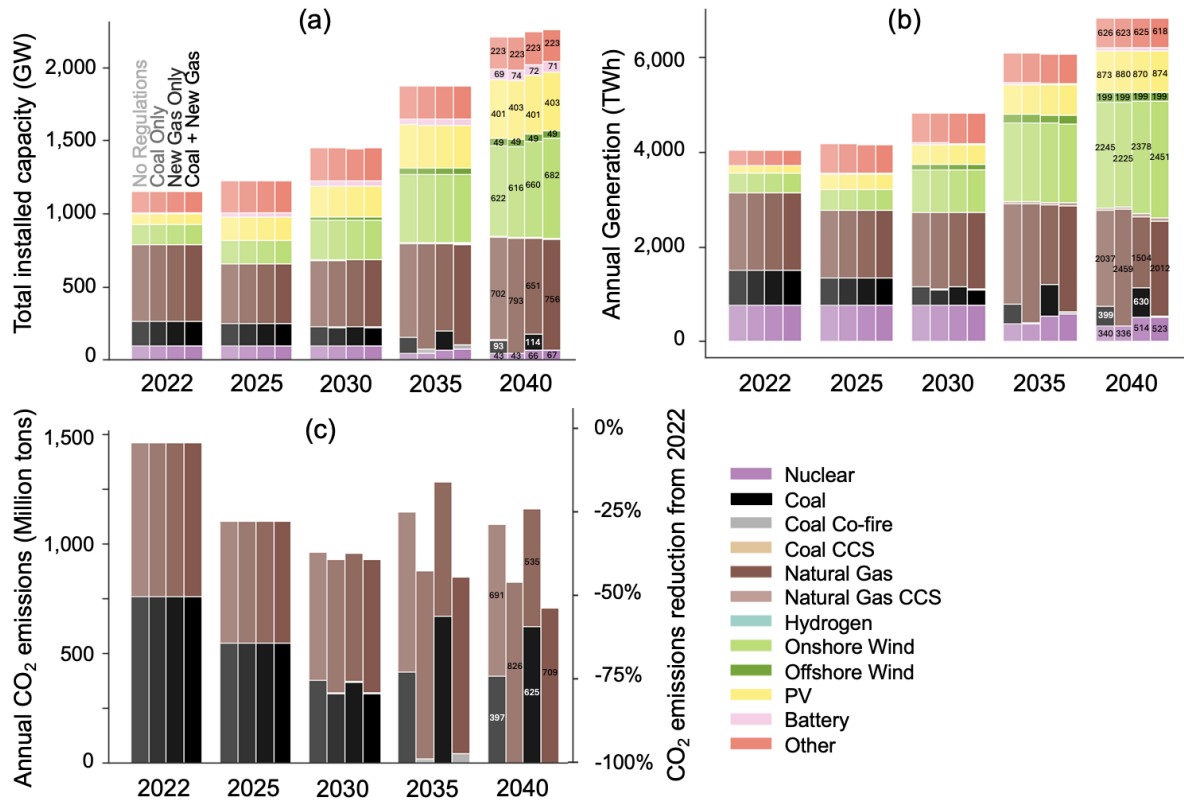 (a)
Total installed capacity (GW)
2,000
1,500
1,000
500
0
No Regulations
Coal Only
New Gas Only
Coal + New Gas
223 223 223 223
69 74 72 71
401 403 401 403
49 49 49 49
622 616 660 682
702 793 651 756
93 114
43 43 66 67
2022 2025 2030 2035 2040
(b)
Annual Generation (TWh)
6,000
4,000
2,000
0
626 623 625 618
873 880 870 874
199 199 199 199
2245 2225 2378 2451
2037 2459 1504 2012
399 630
340 336 514 523
2022 2025 2030 2035 2040
(c)
Annual CO2 emissions (Million tons)
1,500
1,000
500
0
691 826 535 709
397 625
2022 2025 2030 2035 2040
0%
-25%
-50%
-75%
-100%
CO2 emissions reduction from 2022
Nuclear
Coal
Coal Co-fire
Coal CCS
Natural Gas
Natural Gas CCS
Hydrogen
Onshore Wind
Offshore Wind
PV
Battery
Other